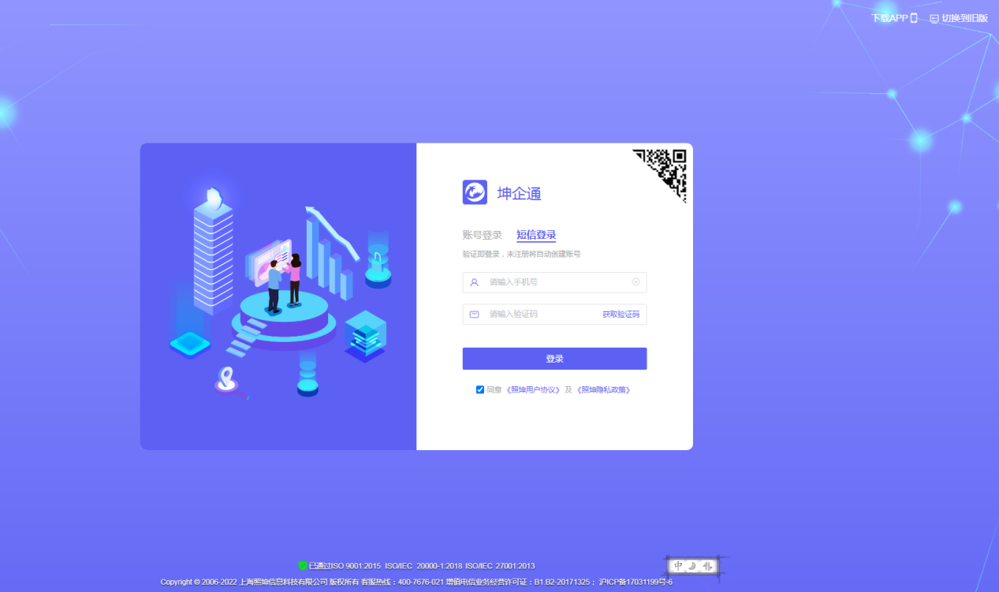 下载APP 切换到旧版
坤企通
账号登录 短信登录
验证即登录，未注册将自动创建账号
请输入手机号
请输入验证码 获取验证码
登录
同意 《照坤用户协议》 及 《照坤隐私政策》
已通过ISO 9001:2015 ISO/IEC 20000-1:2018 ISO/IEC 27001:2013
中
Copyright © 2006-2022 上海照坤信息科技有限公司 版权所有 客服热线：400-7676-021 增值电信业务经营许可证：B1.B2-20171325； 沪ICP备17031199号-6